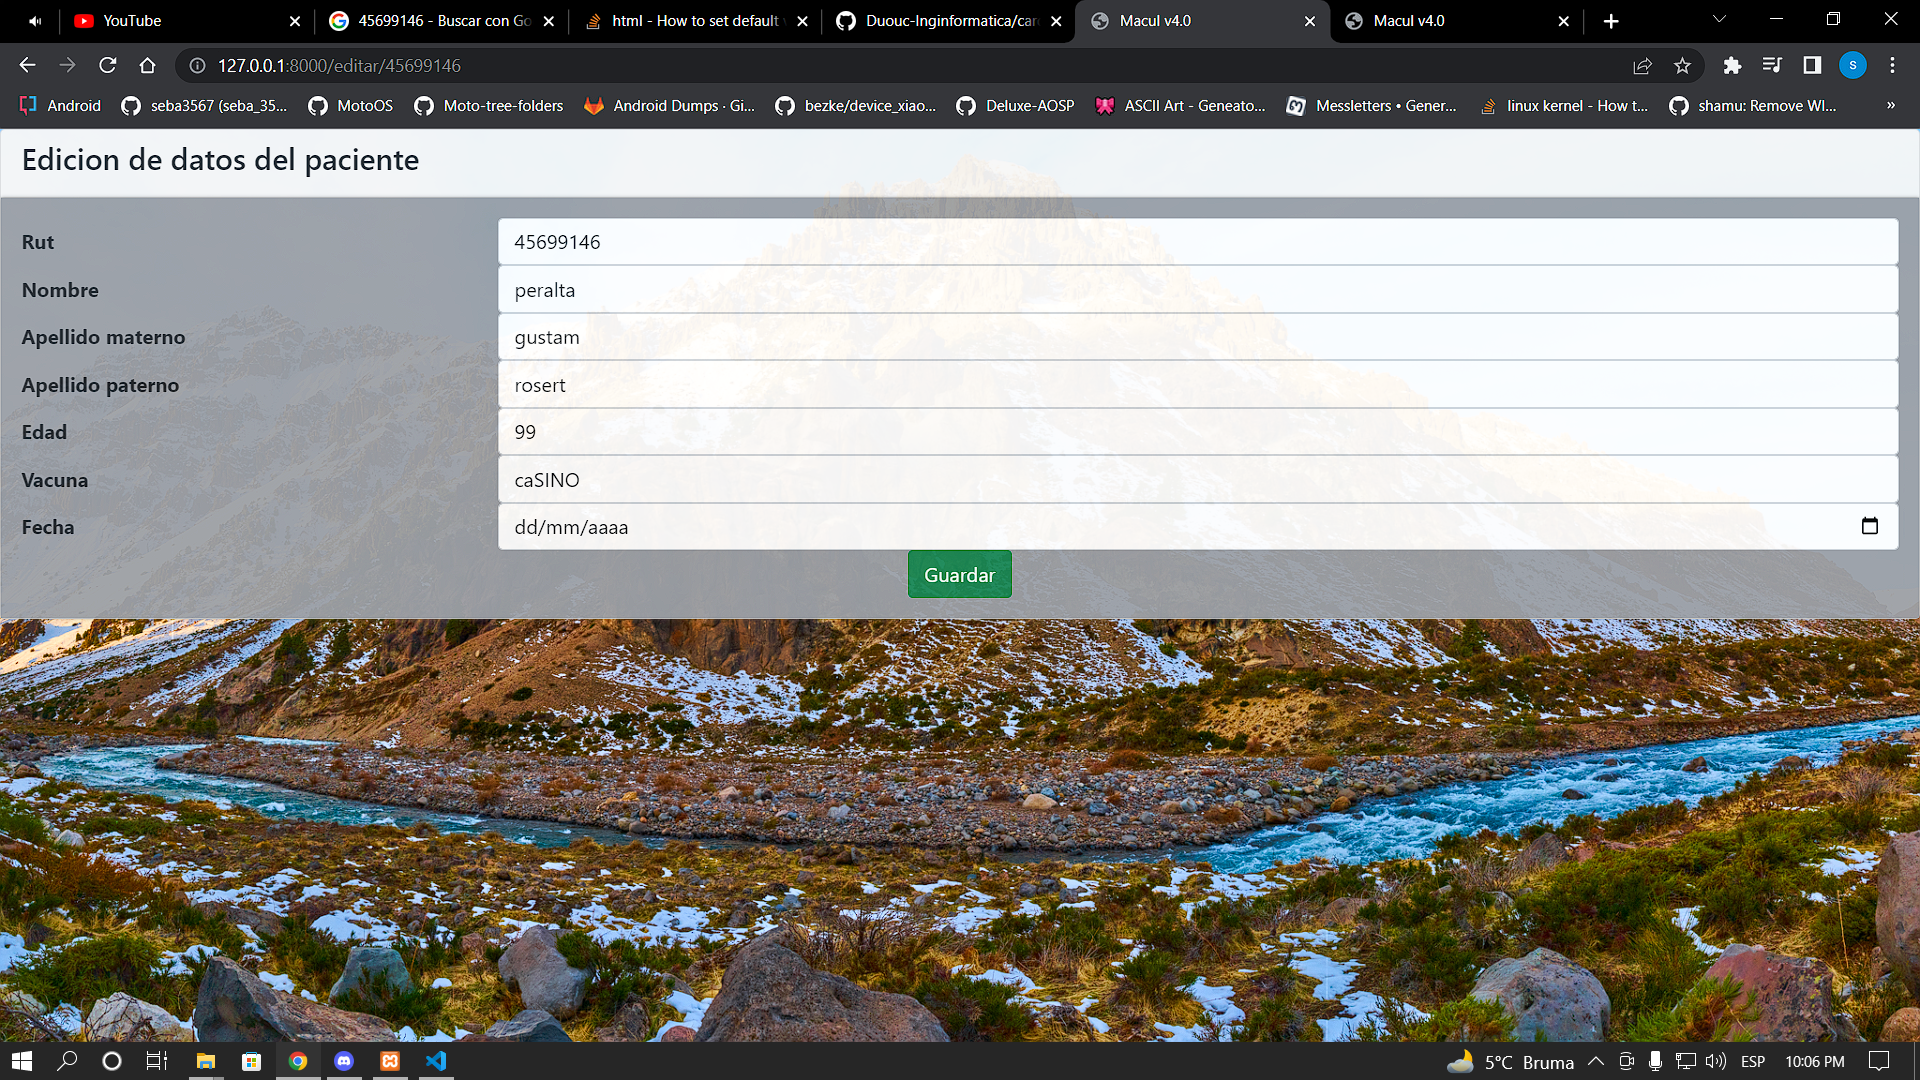 YouTube
45699146 - Buscar con Go
html - How to set default v
Duouc-Inginformatica/car
Macul v4.0
Macul v4.0
127.0.0.1:8000/editar/45699146
S
Android
seba3567 (seba_35...
MotoOS
Moto-tree-folders
Android Dumps · Gi...
bezke/device_xiao...
Deluxe-AOSP
ASCII Art - Geneato...
Messletters • Gener...
linux kernel - How t...
shamu: Remove WI...
»
Edicion de datos del paciente
Rut
45699146
Nombre
peralta
Apellido materno
gustam
Apellido paterno
rosert
Edad
99
Vacuna
caSINO
Fecha
dd/mm/aaaa
Guardar
5°C Bruma
ESP
10:06 PM